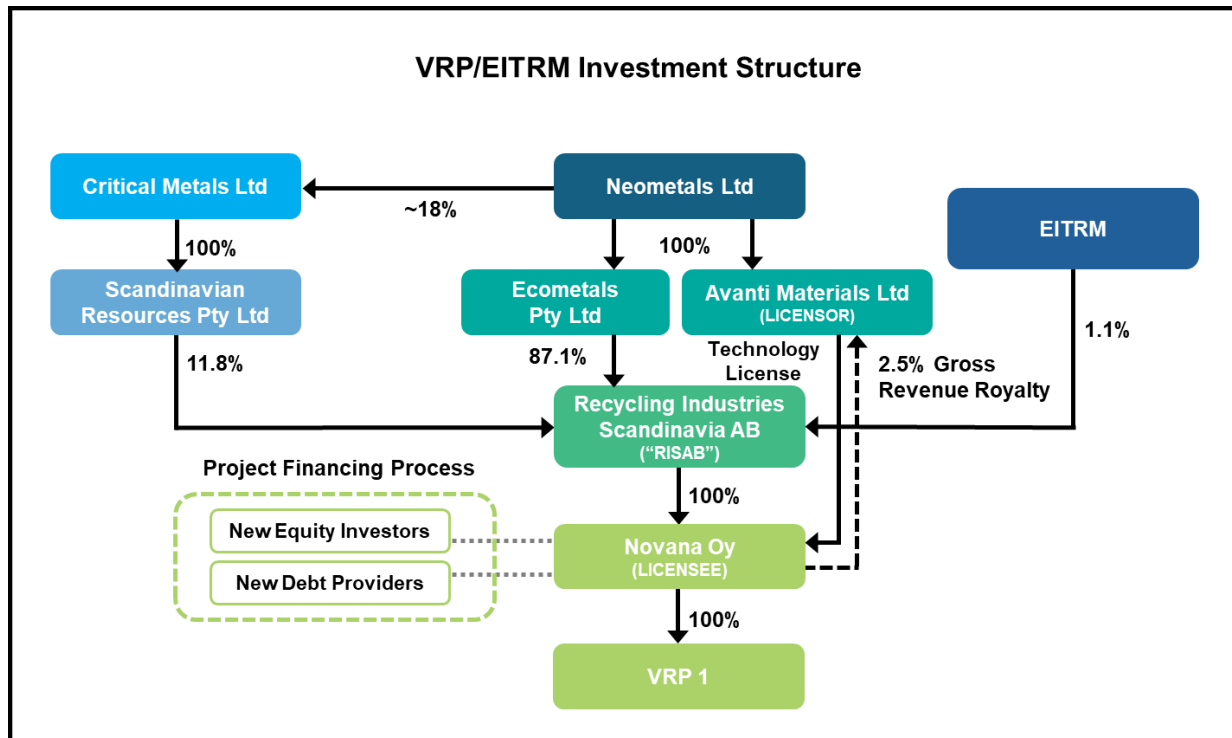 VRP/EITRM Investment Structure
Critical Metals Ltd
Neometals Ltd
~18%
EITRM
100%
100%
Scandinavian
Resources Pty Ltd
Ecometals
Pty Ltd
Avanti Materials Ltd
(LICENSOR)
1.1%
11.8%
87.1%
Technology
License
2.5% Gross
Revenue Royalty
Recycling Industries
Scandinavia AB
(“RISAB”)
Project Financing Process
100%
New Equity Investors
New Debt Providers
Novana Oy
(LICENSEE)
100%
VRP 1